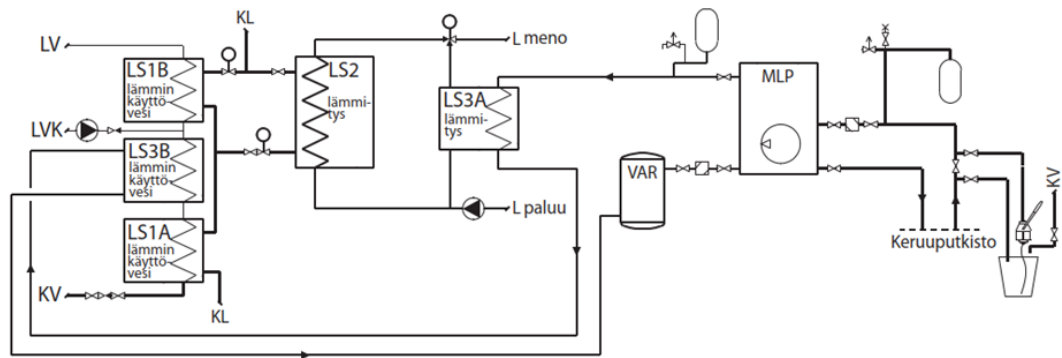 KL
LV
LS1B
lämmin
käyttö-
vesi
LS2
lämmi-
tys
L meno
MLP
LS3A
lämmi-
tys
LVK
LS3B
lämmin
käyttö-
vesi
VAR
KV
LS1A
lämmin
käyttö-
vesi
L paluu
Keruuputkisto
KV
KL